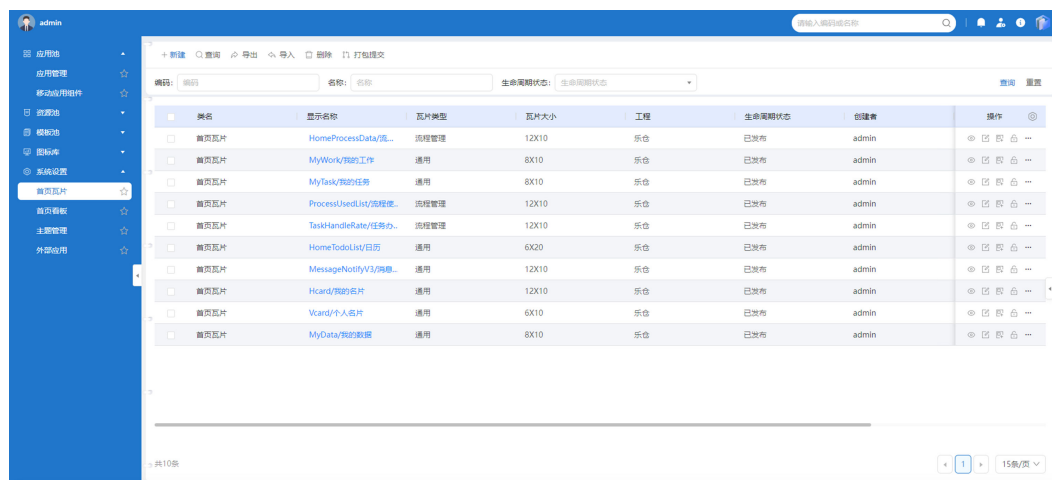 admin
请输入编码或名称
应用池
应用管理
移动应用组件
资源池
模板池
图标库
系统设置
首页瓦片
首页看板
主题管理
外部应用
新建 查询 导出 导入 删除 打包提交
编码: 编码 名称: 名称 生命周期状态: 生命周期状态 查询 重置
类名 显示名称 瓦片类型 瓦片大小 工程 生命周期状态 创建者 操作
首页瓦片 HomeProcessData/流... 流程管理 12X10 乐仓 已发布 admin
首页瓦片 MyWork/我的工作 通用 8X10 乐仓 已发布 admin
首页瓦片 MyTask/我的任务 通用 8X10 乐仓 已发布 admin
首页瓦片 ProcessUsedList/流程使.. 流程管理 12X10 乐仓 已发布 admin
首页瓦片 TaskHandleRate/任务办.. 流程管理 12X10 乐仓 已发布 admin
首页瓦片 HomeTodoList/日历 通用 6X20 乐仓 已发布 admin
首页瓦片 MessageNotifyV3/消息... 通用 12X10 乐仓 已发布 admin
首页瓦片 Hcard/我的名片 通用 12X10 乐仓 已发布 admin
首页瓦片 Vcard/个人名片 通用 6X10 乐仓 已发布 admin
首页瓦片 MyData/我的数据 通用 8X10 乐仓 已发布 admin
共10条 1 15条/页